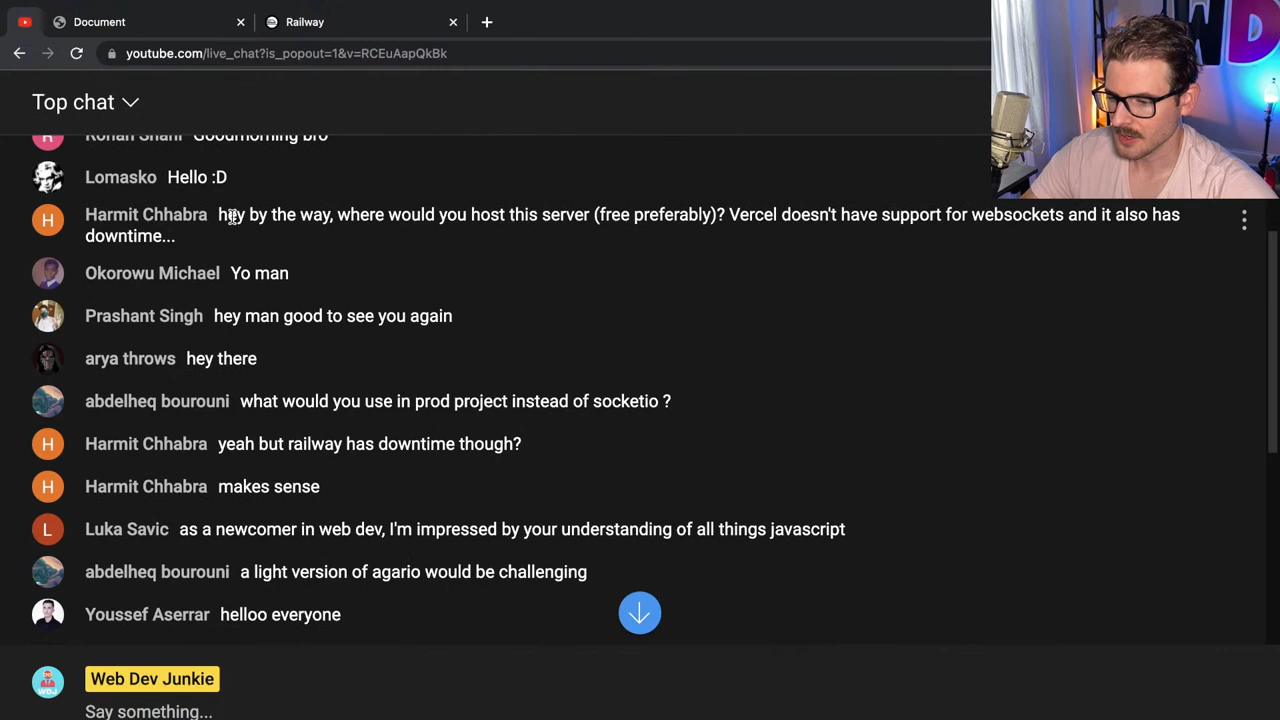 Document
Railway
youtube.com/live_chat?is_popout=1&v=RCEuAapQkBk
Top chat
Goodmorning bro
Lomasko Hello :D
Harmit Chhabra hey by the way, where would you host this server (free preferably)? Vercel doesn't have support for websockets and it also has
downtime...
Okorowu Michael Yo man
Prashant Singh hey man good to see you again
arya throws hey there
abdelheq bourouni what would you use in prod project instead of socketio ?
Harmit Chhabra yeah but railway has downtime though?
Harmit Chhabra makes sense
Luka Savic as a newcomer in web dev, I'm impressed by your understanding of all things javascript
abdelheq bourouni a light version of agario would be challenging
Youssef Aserrar helloo everyone
Web Dev Junkie
Say something...
WDJ
H
H
H
L
WD